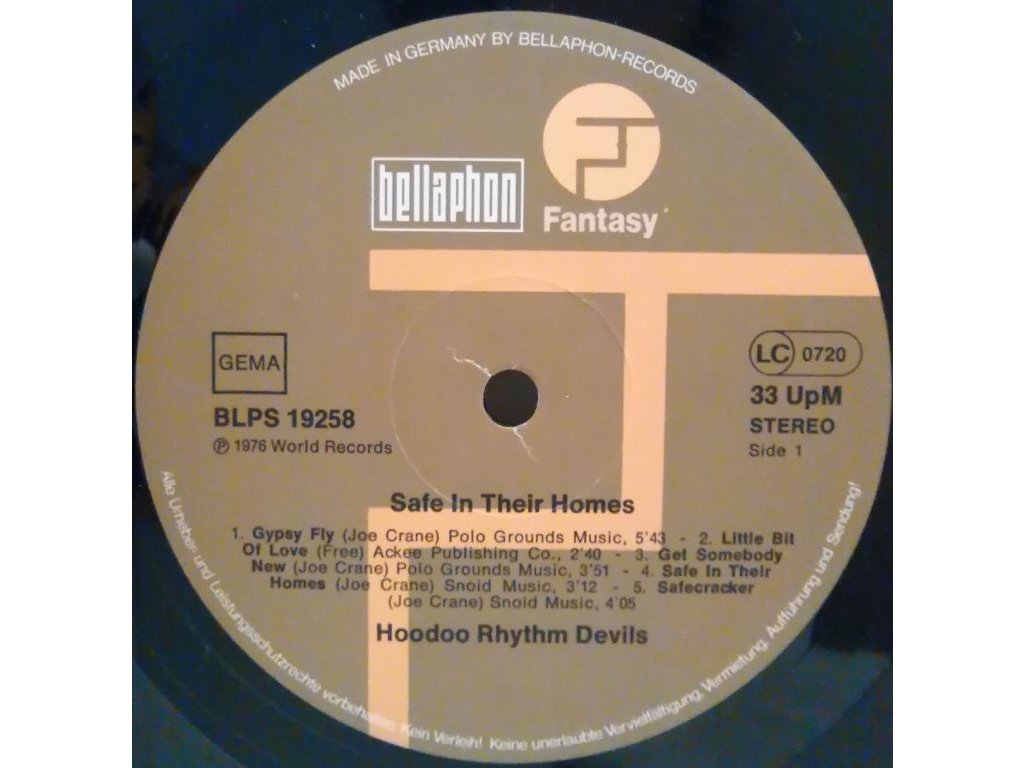 MADE IN GERMANY BY BELLAPHON-RECORDS
bellaphon
Fantasy
GEMA
LC 0720
BLPS 19258
33 UpM
℗ 1976 World Records
STEREO
Side 1
Safe In Their Homes
1. Gypsy Fly (Joe Crane) Polo Grounds Music, 5'43 - 2. Little Bit
Of Love (Free) Ackee Publishing Co., 2'40 - 3. Get Somebody
New (Joe Crane) Polo Grounds Music, 3'51 - 4. Safe In Their
Homes (Joe Crane) Snoid Music, 3'12 - 5. Safecracker
(Joe Crane) Snoid Music, 4'05
Hoodoo Rhythm Devils
Alle Urheber- und Leistungsschutzrechte vorbehalten. Kein Verleih! Keine unerlaubte Vervielfältigung, Vermietung, Aufführung und Sendung!